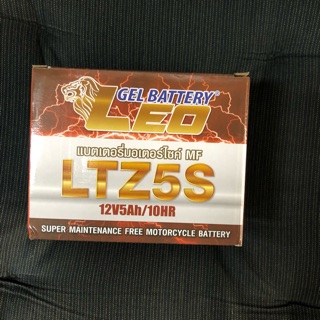 GEL BATTERY®
LEO
แบตเตอรี่มอเตอร์ไซค์ MF
LTZ5S
12V5Ah/10HR
SUPER MAINTENANCE FREE MOTORCYCLE BATTERY